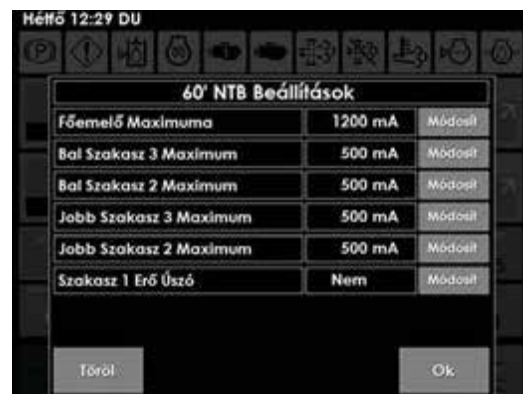 Hétfő 12:29 DU
60' NTB Beállítások
Főemelő Maximuma 1200 mA Módosít
Bal Szakasz 3 Maximum 500 mA Módosít
Bal Szakasz 2 Maximum 500 mA Módosít
Jobb Szakasz 3 Maximum 500 mA Módosít
Jobb Szakasz 2 Maximum 500 mA Módosít
Szakasz 1 Erő Úszó Nem Módosít
Töröl Ok